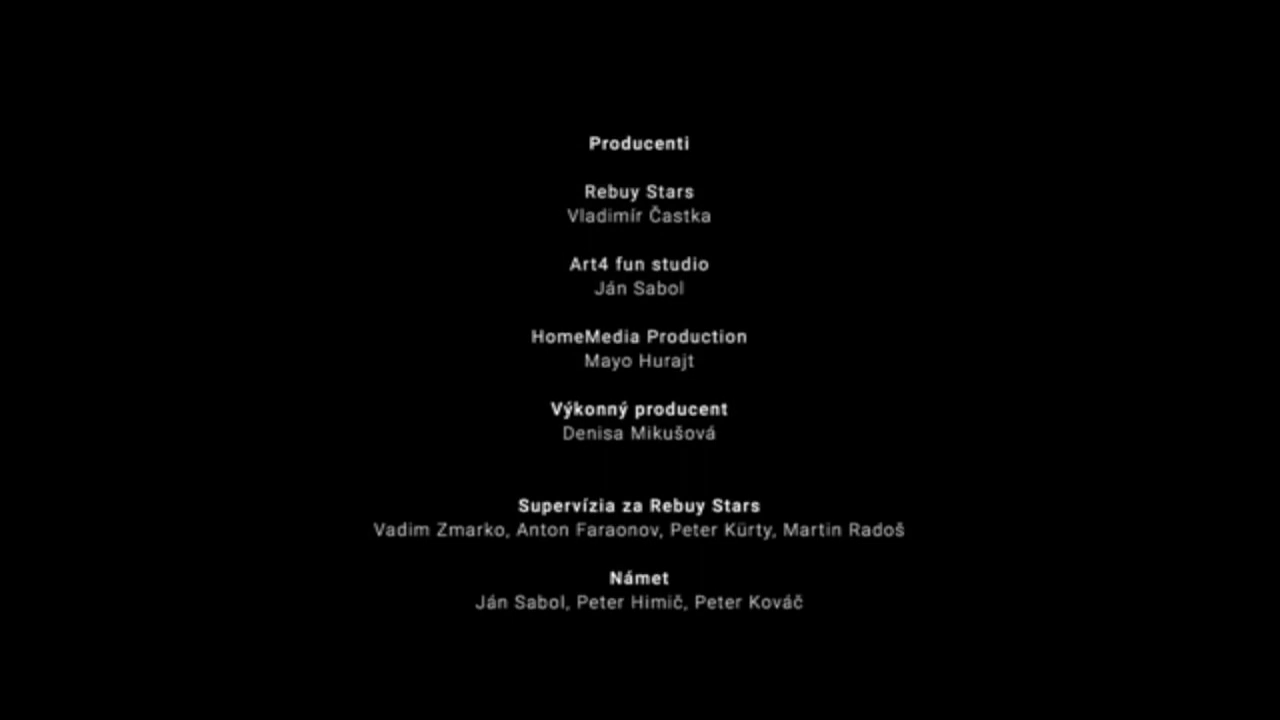 Producenti
Rebuy Stars
Vladimír Častka
Art4 fun studio
Ján Sabol
HomeMedia Production
Mayo Hurajt
Výkonný producent
Denisa Mikušová
Supervízia za Rebuy Stars
Vadim Zmarko, Anton Faraonov, Peter Kürty, Martin Radoš
Námet
Ján Sabol, Peter Himič, Peter Kováč